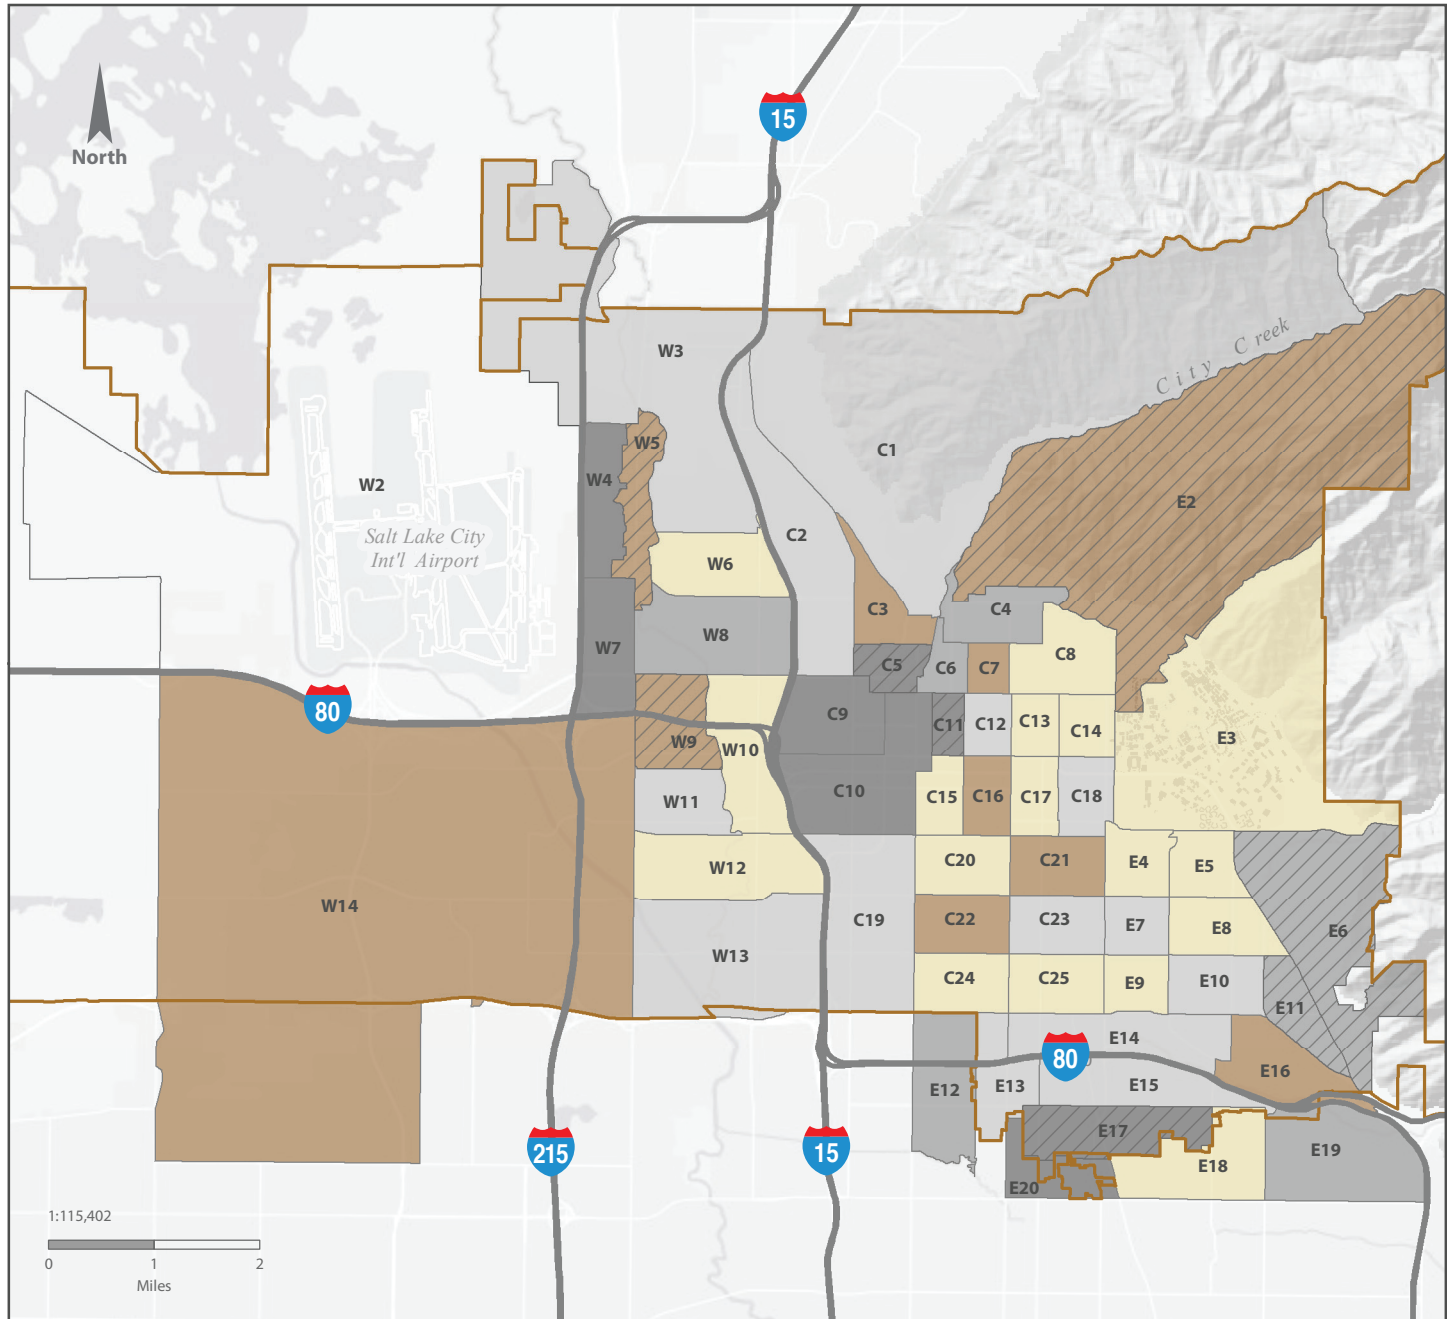 15
North
W3
City Creek
C1
W5
W4
W2
E2
Salt Lake City
Int'l Airport
C2
W6
C3
C4
W8
W7
C8
C5
C6
C7
80
C9
C11
C12
C13
C14
E3
W9
W10
C10
C15
C16
C17
C18
W11
C20
C21
E4
E5
W12
W14
C19
C22
C23
E7
E8
E6
W13
C24
C25
E9
E10
E11
E14
80
E16
E12
E13
E15
215
15
E17
E19
E18
E20
1:115,402
0 1 2
Miles